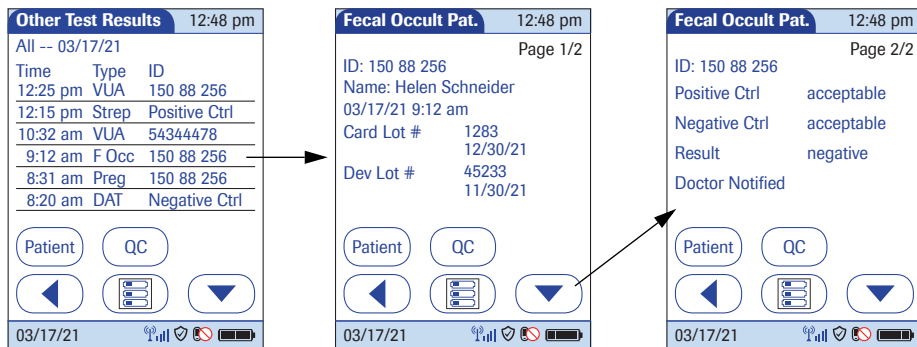 Other Test Results 12:48 pm
All -- 03/17/21
Time Type ID
12:25 pm VUA 150 88 256
12:15 pm Strep Positive Ctrl
10:32 am VUA 54344478
9:12 am F Occ 150 88 256
8:31 am Preg 150 88 256
8:20 am DAT Negative Ctrl
Patient QC
03/17/21
Fecal Occult Pat. 12:48 pm
Page 1/2
ID: 150 88 256
Name: Helen Schneider
03/17/21 9:12 am
Card Lot # 1283
12/30/21
Dev Lot # 45233
11/30/21
Patient QC
03/17/21
Fecal Occult Pat. 12:48 pm
Page 2/2
ID: 150 88 256
Positive Ctrl acceptable
Negative Ctrl acceptable
Result negative
Doctor Notified
Patient QC
03/17/21